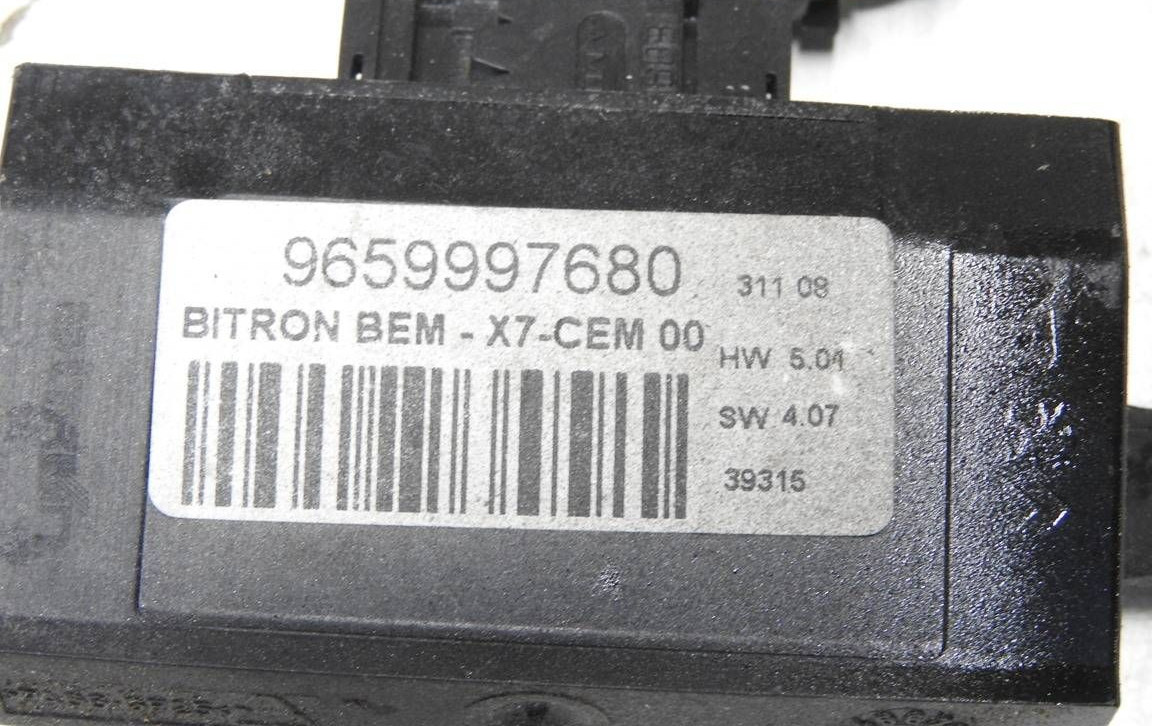 9659997680
311 08
BITRON BEM - X7-CEM 00
HW 5.01
SW 4.07
39315